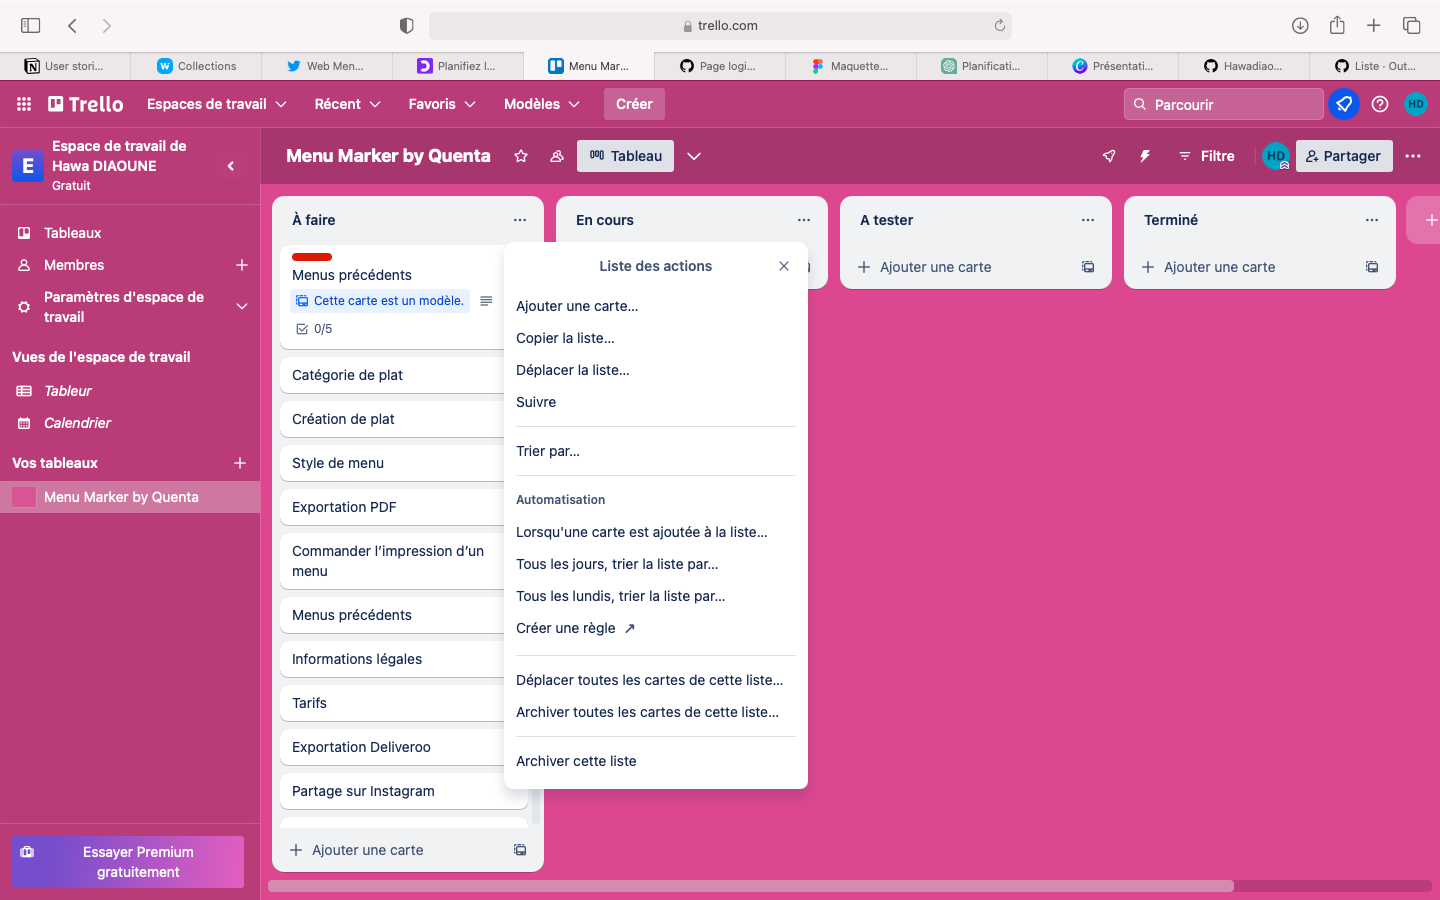 trello.com
User stori...
Collections
Web Men...
Planifiez l...
Menu Mar...
Page logi...
Maquette...
Planificati...
Présentati...
Hawadiao...
Liste · Out...
Trello
Espaces de travail
Récent
Favoris
Modèles
Créer
Parcourir
HD
E
Espace de travail de
Hawa DIAOUNE
Gratuit
Menu Marker by Quenta
Tableau
Filtre
HD
Partager
Tableaux
Membres
Paramètres d'espace de
travail
Vues de l'espace de travail
Tableur
Calendrier
Vos tableaux
Menu Marker by Quenta
Essayer Premium
gratuitement
À faire
Menus précédents
Cette carte est un modèle.
0/5
Catégorie de plat
Création de plat
Style de menu
Exportation PDF
Commander l’impression d’un
menu
Menus précédents
Informations légales
Tarifs
Exportation Deliveroo
Partage sur Instagram
Ajouter une carte
En cours
Liste des actions
Ajouter une carte...
Copier la liste...
Déplacer la liste...
Suivre
Trier par...
Automatisation
Lorsqu'une carte est ajoutée à la liste...
Tous les jours, trier la liste par...
Tous les lundis, trier la liste par...
Créer une règle
Déplacer toutes les cartes de cette liste...
Archiver toutes les cartes de cette liste...
Archiver cette liste
A tester
Ajouter une carte
Terminé
Ajouter une carte